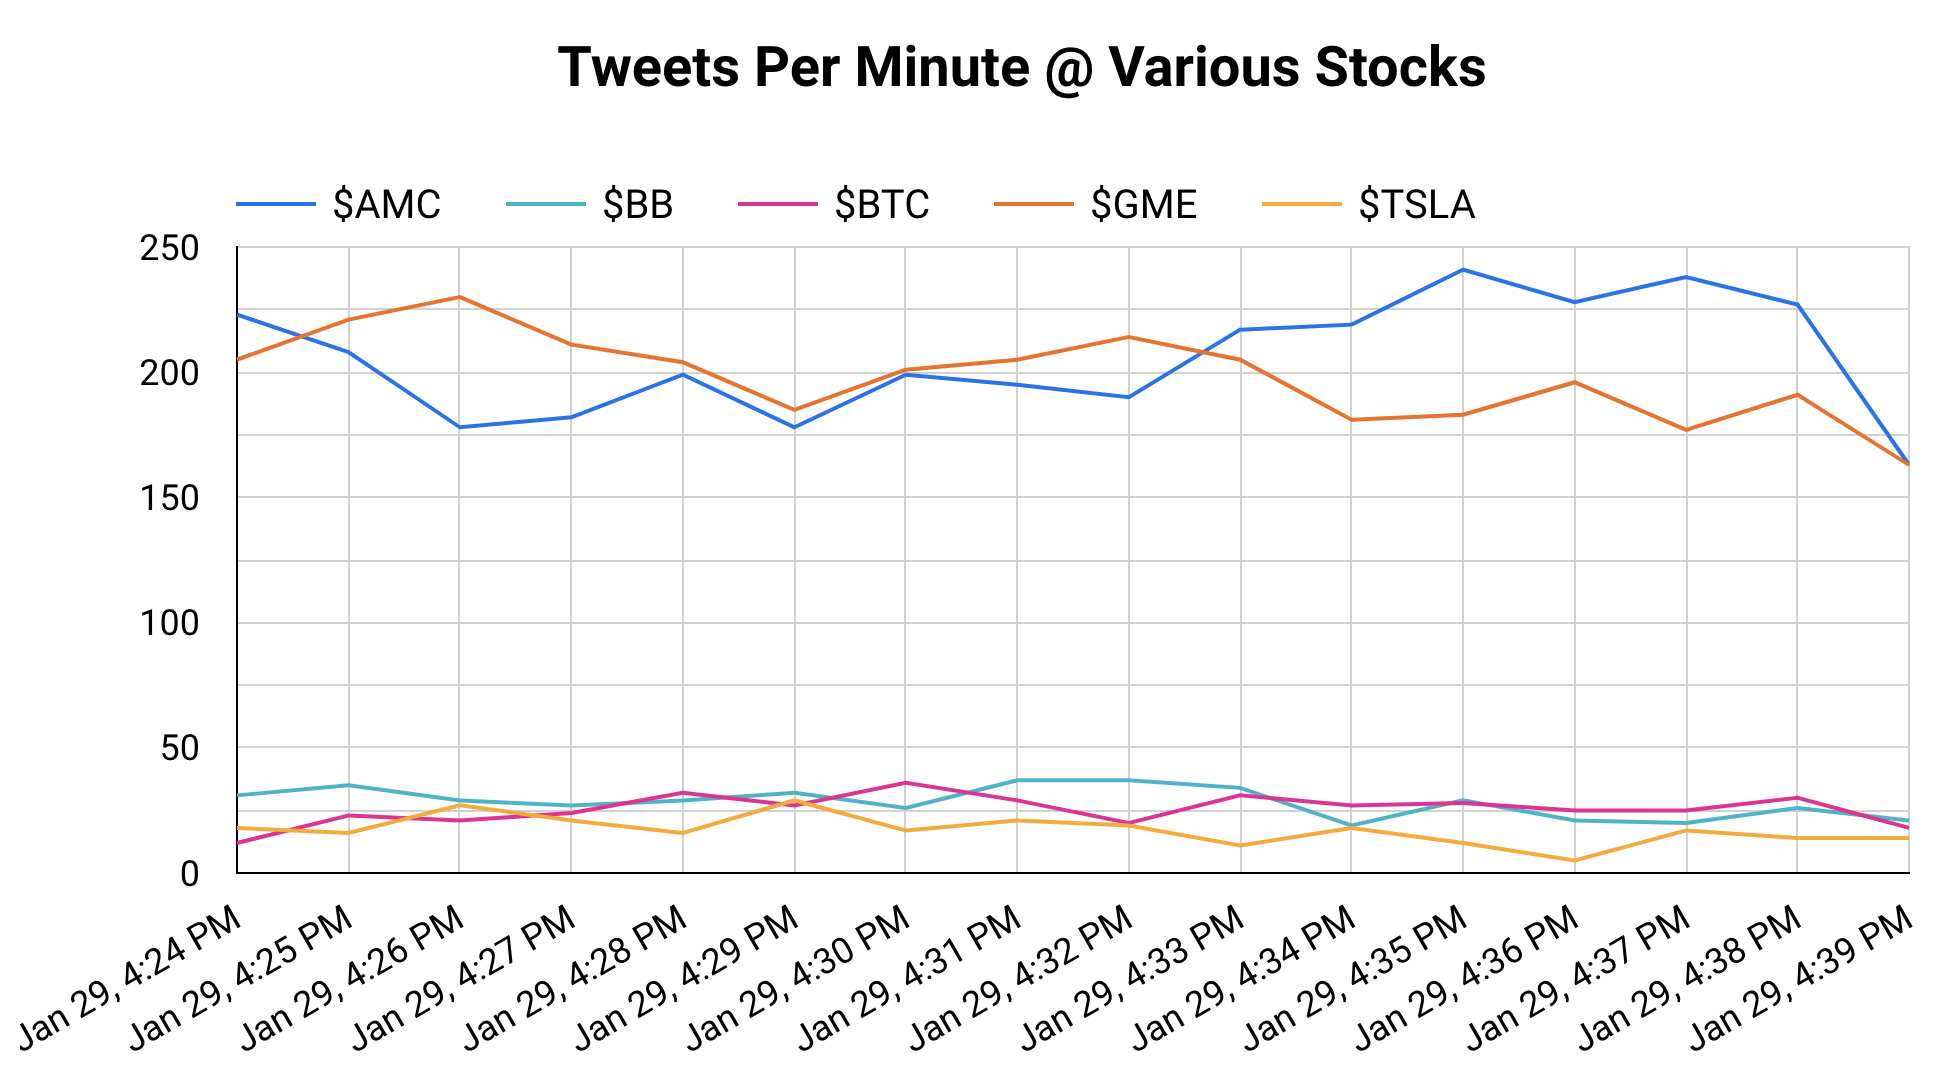 Tweets Per Minute @ Various Stocks
$AMC $BB $BTC $GME $TSLA
250
200
150
100
50
0
Jan 29, 4:24 PM
Jan 29, 4:25 PM
Jan 29, 4:26 PM
Jan 29, 4:27 PM
Jan 29, 4:28 PM
Jan 29, 4:29 PM
Jan 29, 4:30 PM
Jan 29, 4:31 PM
Jan 29, 4:32 PM
Jan 29, 4:33 PM
Jan 29, 4:34 PM
Jan 29, 4:35 PM
Jan 29, 4:36 PM
Jan 29, 4:37 PM
Jan 29, 4:38 PM
Jan 29, 4:39 PM